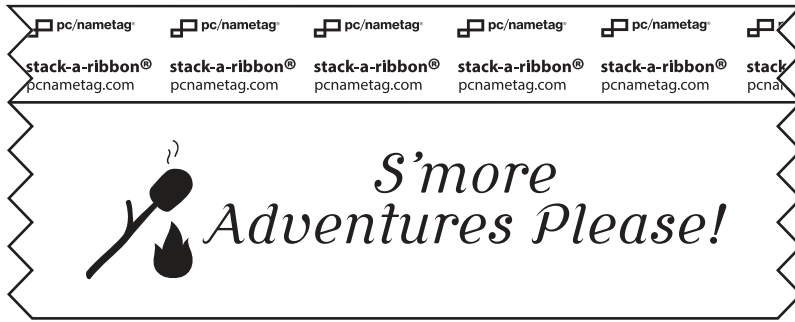 pc/nametag® pc/nametag® pc/nametag® pc/nametag® pc/nametag®
stack-a-ribbon® stack-a-ribbon® stack-a-ribbon® stack-a-ribbon® stack-a-ribbon® stack
pcnametag.com pcnametag.com pcnametag.com pcnametag.com pcnametag.com
S'more
Adventures Please!